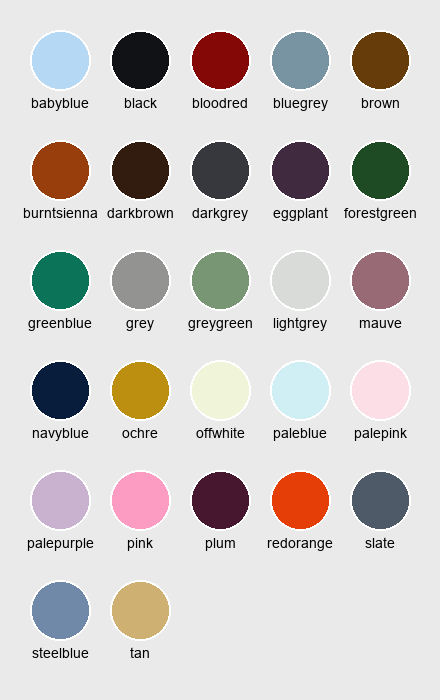 babyblue black bloodred bluegrey brown
burntsienna darkbrown darkgrey eggplant forestgreen
greenblue grey greygreen lightgrey mauve
navyblue ochre offwhite paleblue palepink
palepurple pink plum redorange slate
steelblue tan